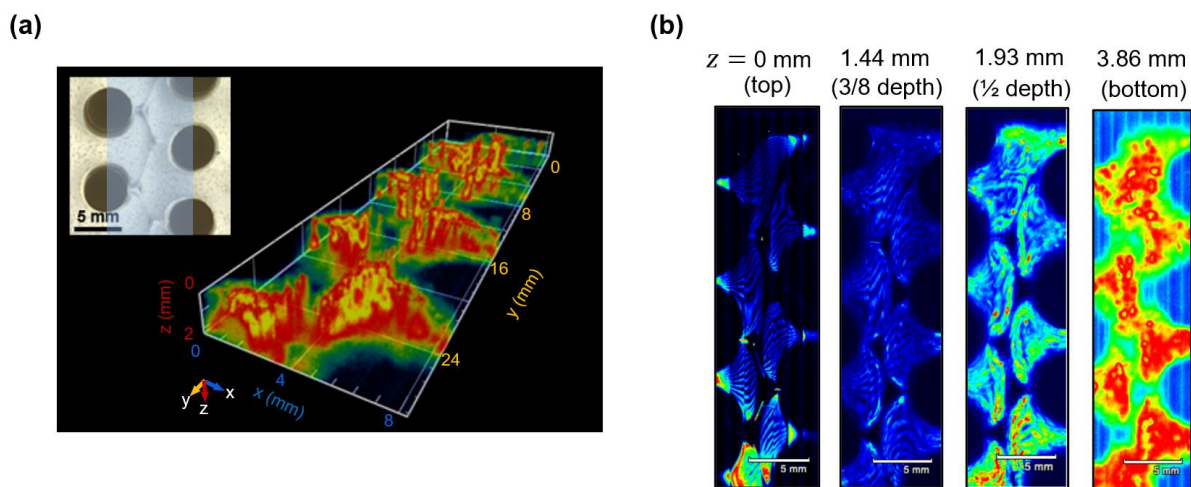 (a)
5 mm
z (mm)
0
2
0
4
8
x (mm)
0
8
16
24
y (mm)
y
z
x
(b)
z = 0 mm
(top)
1.44 mm
(3/8 depth)
1.93 mm
(½ depth)
3.86 mm
(bottom)
5 mm
5 mm
5 mm
5 mm